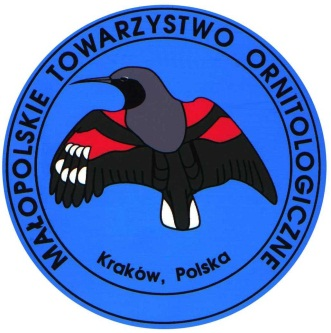 MAŁOPOLSKIE TOWARZYSTWO ORNITOLOGICZNE
Kraków, Polska